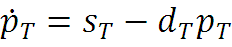 ṗ_T = s_T − d_T p_T